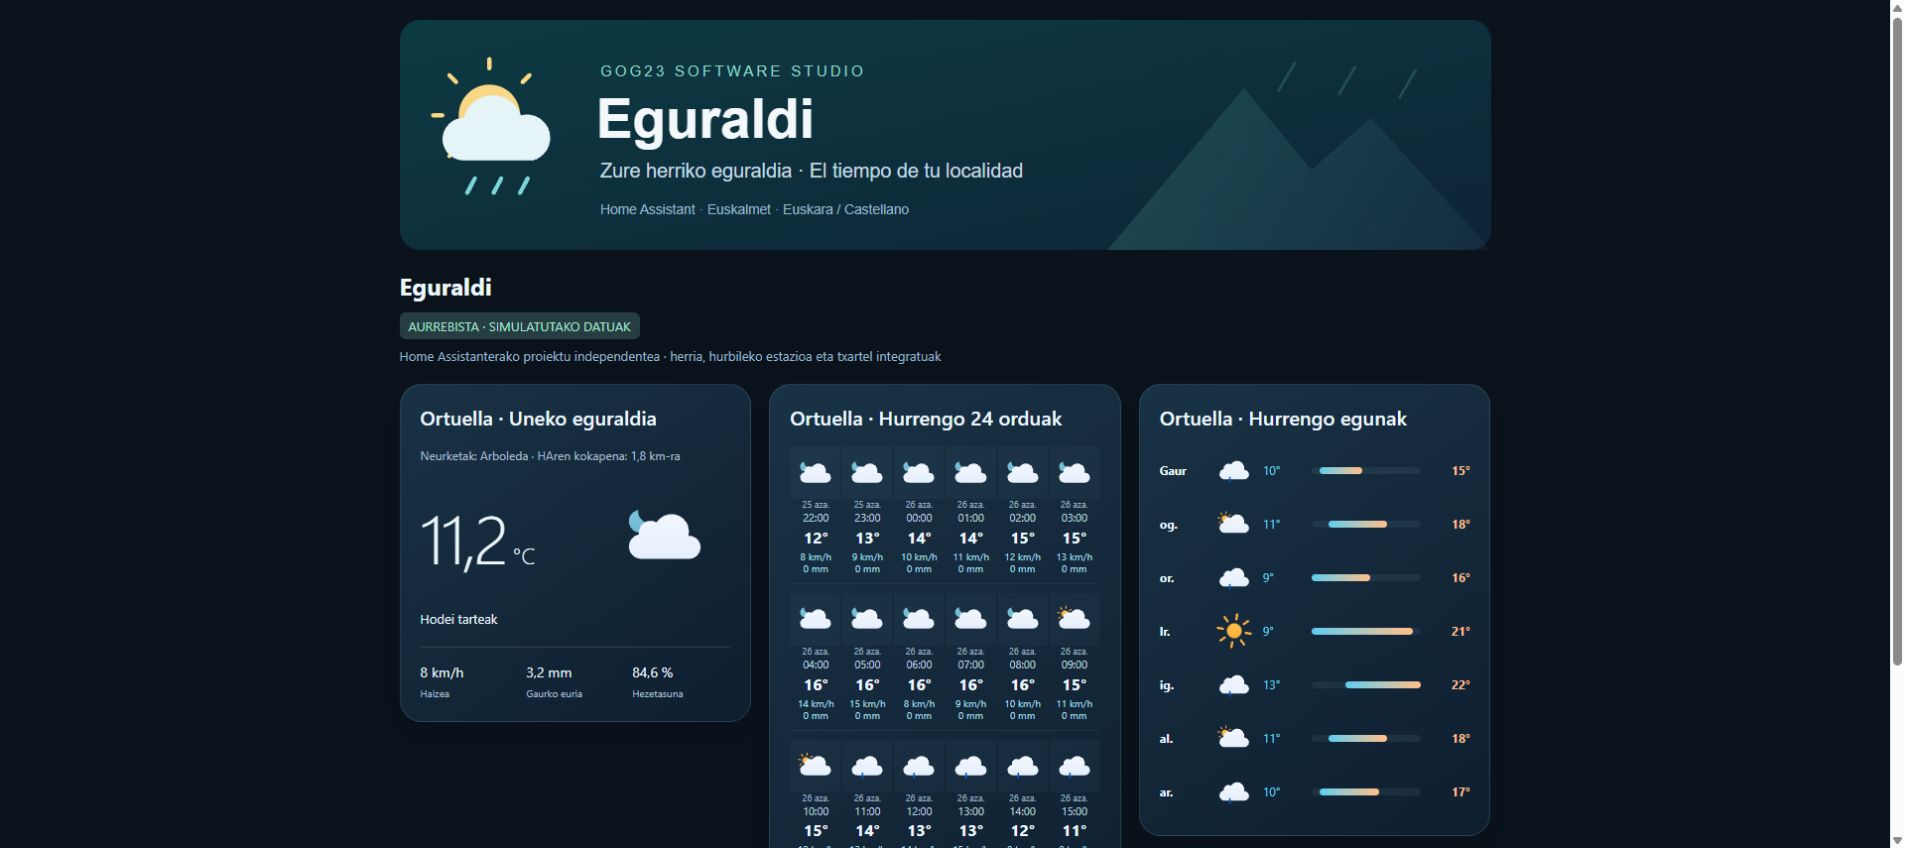 GOG23 SOFTWARE STUDIO
Eguraldi
Zure herriko eguraldia · El tiempo de tu localidad
Home Assistant · Euskalmet · Euskara / Castellano
Eguraldi
AURREBISTA · SIMULATUTAKO DATUAK
Home Assistanterako proiektu independentea · herria, hurbileko estazioa eta txartel integratuak
Ortuella · Uneko eguraldia
Neurketak: Arboleda · HAren kokapena: 1,8 km-ra
11,2 °C
Hodei tarteak
8 km/h 3,2 mm 84,6 %
Haizea Gaurko euria Hezetasuna
Ortuella · Hurrengo 24 orduak
25 aza. 25 aza. 26 aza. 26 aza. 26 aza. 26 aza.
22:00 23:00 00:00 01:00 02:00 03:00
12° 13° 14° 14° 15° 15°
8 km/h 9 km/h 10 km/h 11 km/h 12 km/h 13 km/h
0 mm 0 mm 0 mm 0 mm 0 mm 0 mm
26 aza. 26 aza. 26 aza. 26 aza. 26 aza. 26 aza.
04:00 05:00 06:00 07:00 08:00 09:00
16° 16° 16° 16° 16° 15°
14 km/h 15 km/h 8 km/h 9 km/h 10 km/h 11 km/h
0 mm 0 mm 0 mm 0 mm 0 mm 0 mm
26 aza. 26 aza. 26 aza. 26 aza. 26 aza. 26 aza.
10:00 11:00 12:00 13:00 14:00 15:00
15° 14° 13° 13° 12° 11°
Ortuella · Hurrengo egunak
Gaur 10° 15°
og. 11° 18°
or. 9° 16°
lr. 9° 21°
ig. 13° 22°
al. 11° 18°
ar. 10° 17°